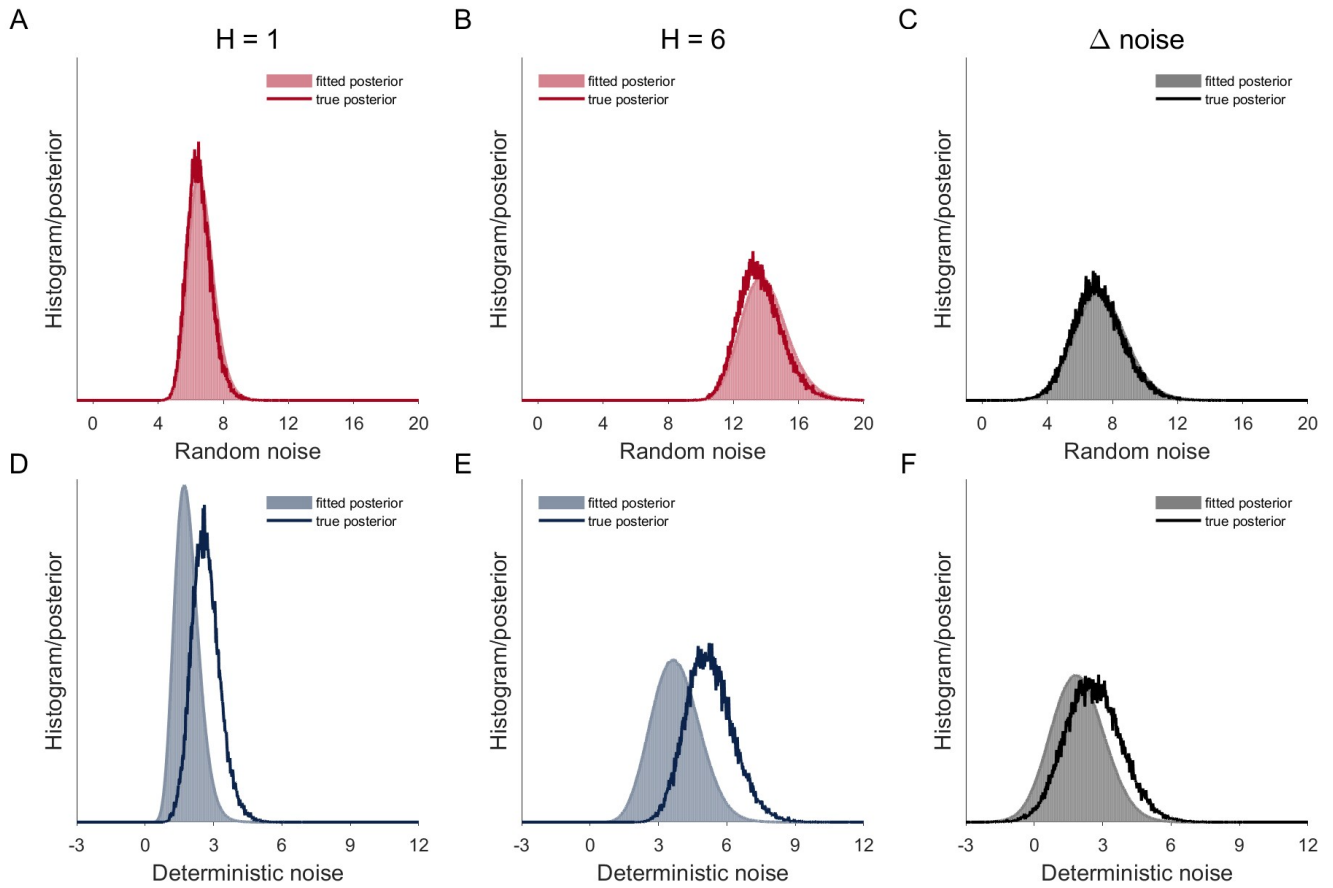 A
H = 1
fitted posterior
true posterior
Histogram/posterior
0 4 8 12 16 20
Random noise
B
H = 6
fitted posterior
true posterior
Histogram/posterior
0 4 8 12 16 20
Random noise
C
Δ noise
fitted posterior
true posterior
Histogram/posterior
0 4 8 12 16 20
Random noise
D
fitted posterior
true posterior
Histogram/posterior
-3 0 3 6 9 12
Deterministic noise
E
fitted posterior
true posterior
Histogram/posterior
-3 0 3 6 9 12
Deterministic noise
F
fitted posterior
true posterior
Histogram/posterior
-3 0 3 6 9 12
Deterministic noise